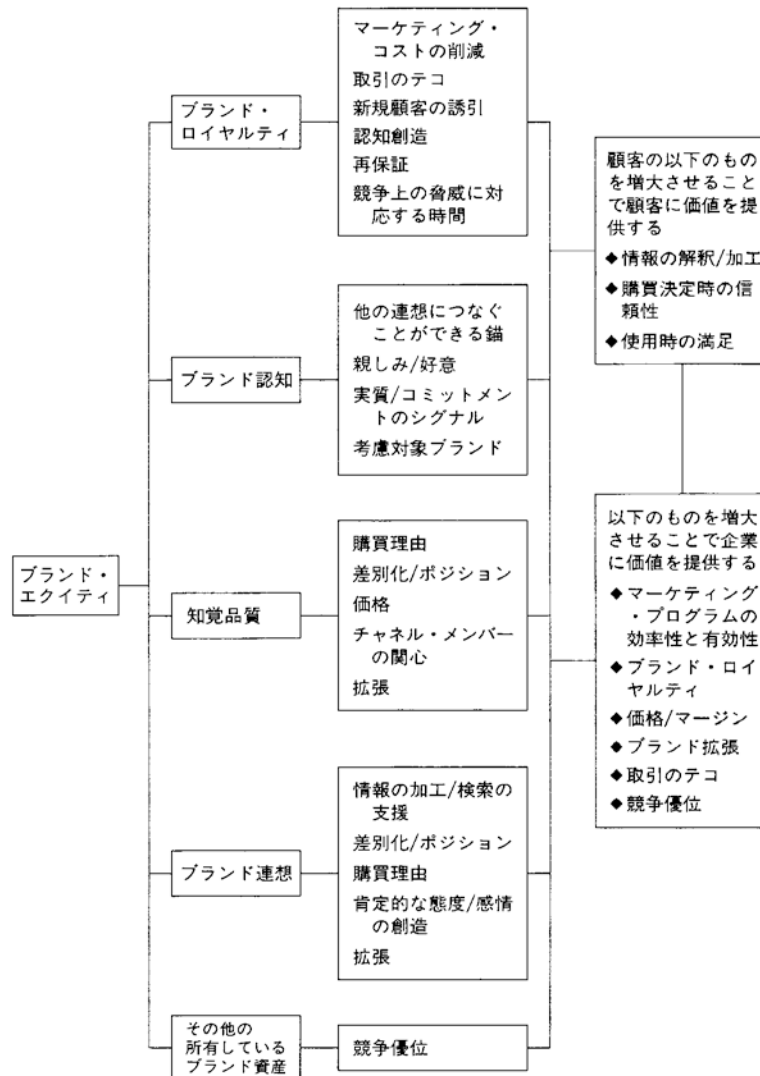 マーケティング・
コストの削減
取引のテコ
新規顧客の誘引
認知創造
再保証
競争上の脅威に対
応する時間
ブランド・
ロイヤルティ
顧客の以下のもの
を増大させること
で顧客に価値を提
供する
◆情報の解釈/加工
◆購買決定時の信
頼性
◆使用時の満足
他の連想につなぐ
ことができる錨
親しみ/好意
実質/コミットメン
トのシグナル
考慮対象ブランド
ブランド認知
ブランド・
エクイティ
購買理由
差別化/ポジション
価格
チャネル・メンバー
の関心
拡張
知覚品質
以下のものを増大
させることで企業
に価値を提供する
◆マーケティング
・プログラムの
効率性と有効性
◆ブランド・ロイ
ヤルティ
◆価格/マージン
◆ブランド拡張
◆取引のテコ
◆競争優位
情報の加工/検索の
支援
差別化/ポジション
購買理由
肯定的な態度/感情
の創造
拡張
ブランド連想
その他の
所有している
ブランド資産
競争優位